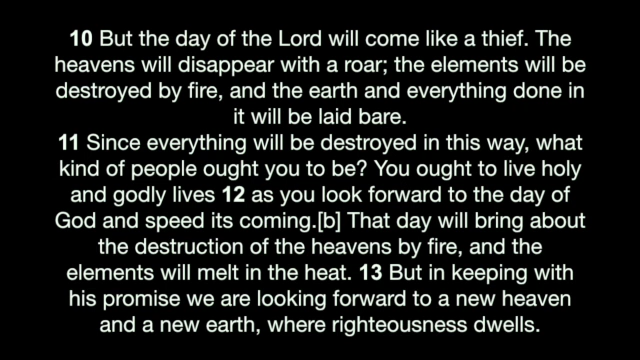 10 But the day of the Lord will come like a thief. The
heavens will disappear with a roar; the elements will be
destroyed by fire, and the earth and everything done in
it will be laid bare.
11 Since everything will be destroyed in this way, what
kind of people ought you to be? You ought to live holy
and godly lives 12 as you look forward to the day of
God and speed its coming.[b] That day will bring about
the destruction of the heavens by fire, and the
elements will melt in the heat. 13 But in keeping with
his promise we are looking forward to a new heaven
and a new earth, where righteousness dwells.